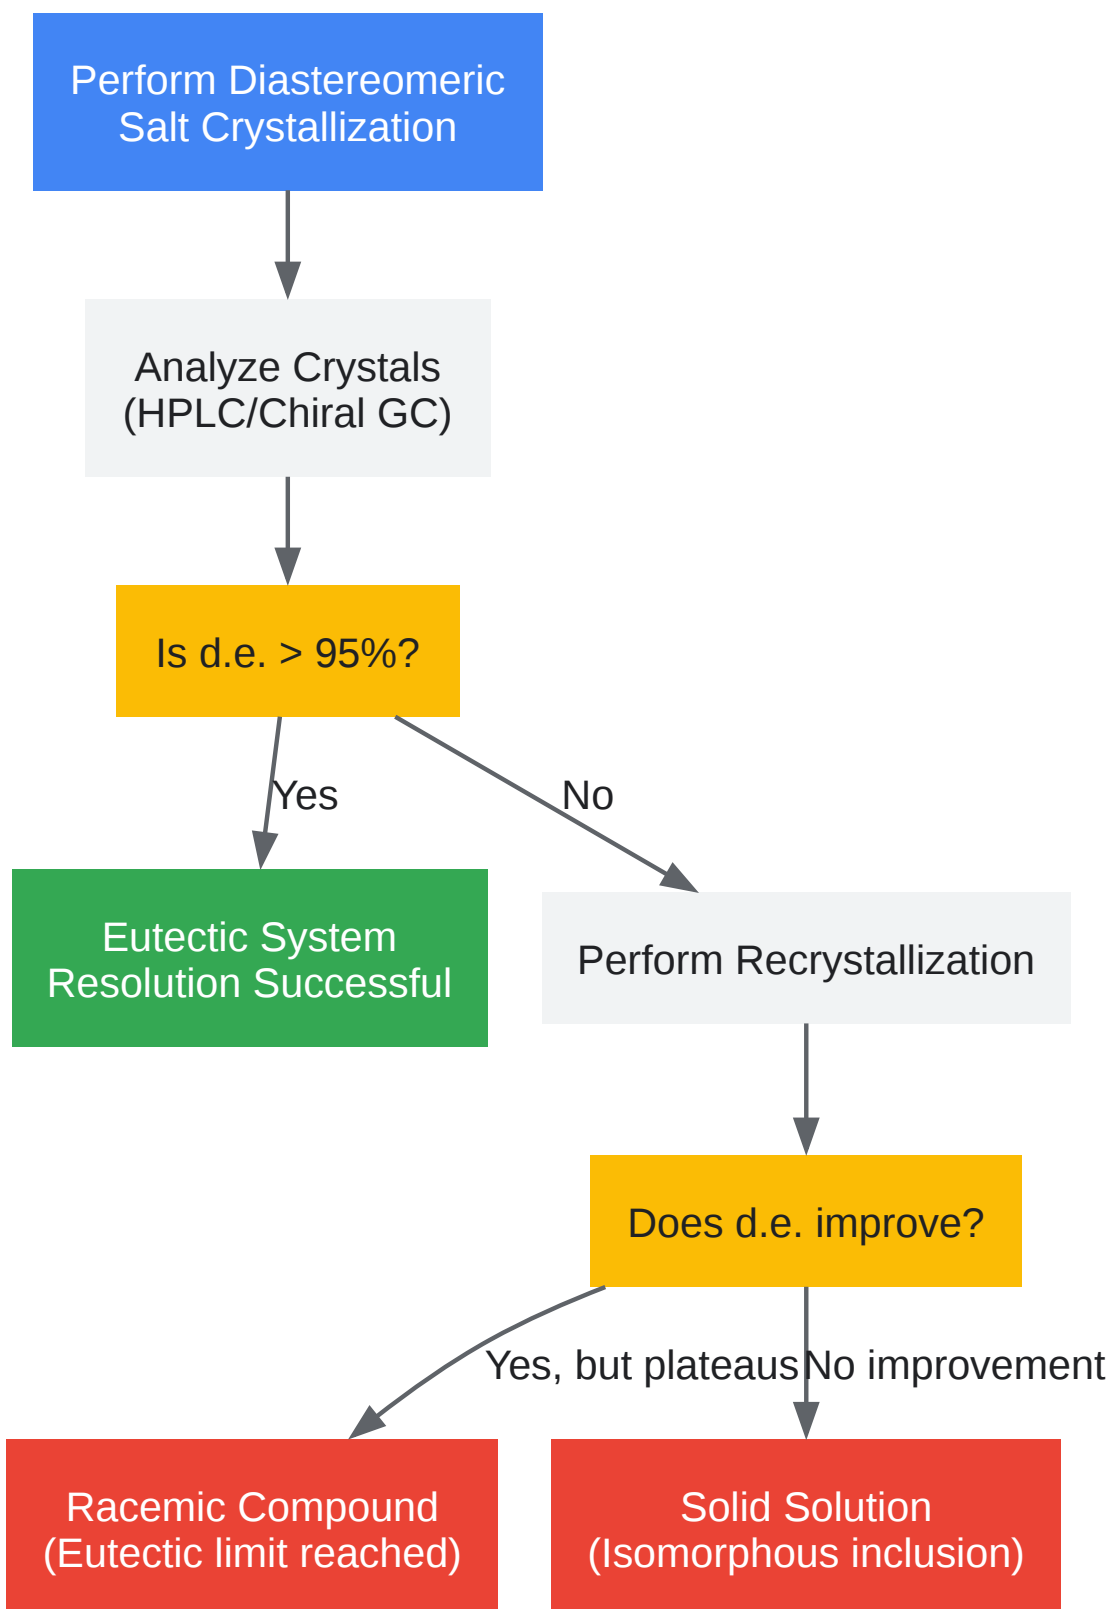 Perform Diastereomeric
Salt Crystallization
Analyze Crystals
(HPLC/Chiral GC)
Is d.e. > 95%?
Yes
No
Eutectic System
Resolution Successful
Perform Recrystallization
Does d.e. improve?
Yes, but plateaus
No improvement
Racemic Compound
(Eutectic limit reached)
Solid Solution
(Isomorphous inclusion)